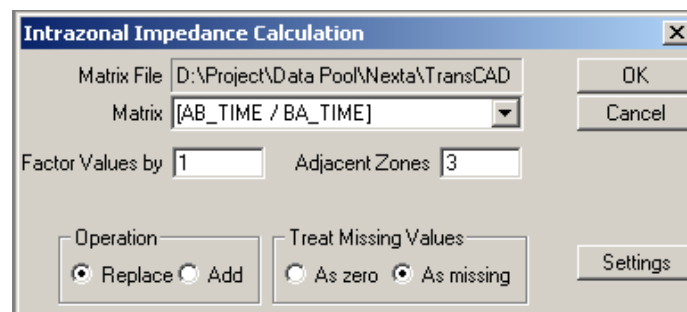 Intrazonal Impedance Calculation
Matrix File D:\Project\Data Pool\Nexta\TransCAD OK
Matrix [AB_TIME / BA_TIME] Cancel
Factor Values by 1 Adjacent Zones 3
Operation Treat Missing Values
Replace Add As zero As missing Settings